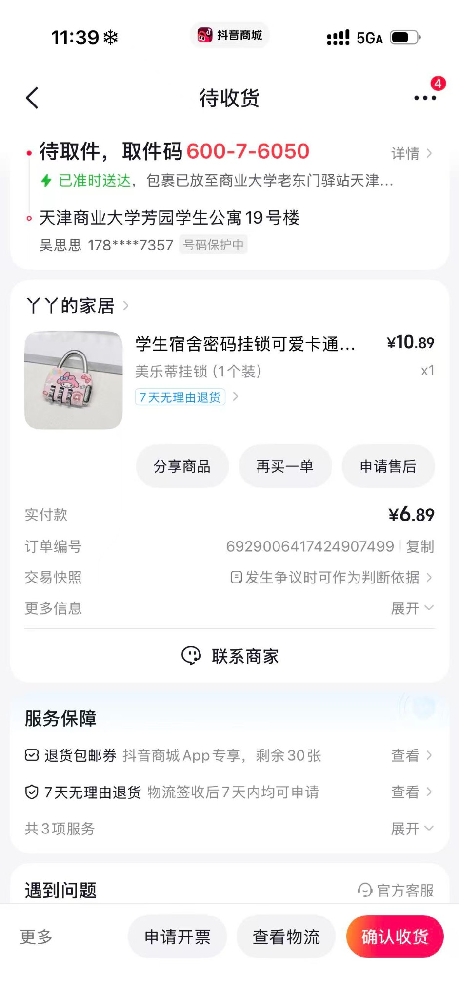 11:39
抖音商城
5GA
待收货
4
待取件，取件码600-7-6050
详情
已准时送达，包裹已放至商业大学老东门驿站天津...
天津商业大学芳园学生公寓19号楼
吴思思 178****7357 号码保护中
丫丫的家居
学生宿舍密码挂锁可爱卡通... ¥10.89
美乐蒂挂锁 (1个装) x1
7天无理由退货
分享商品 再买一单 申请售后
实付款 ¥6.89
订单编号 6929006417424907499 复制
交易快照 发生争议时可作为判断依据
更多信息 展开
联系商家
服务保障
退货包邮券 抖音商城App专享，剩余30张 查看
7天无理由退货 物流签收后7天内均可申请 查看
共3项服务 展开
遇到问题 官方客服
更多 申请开票 查看物流 确认收货